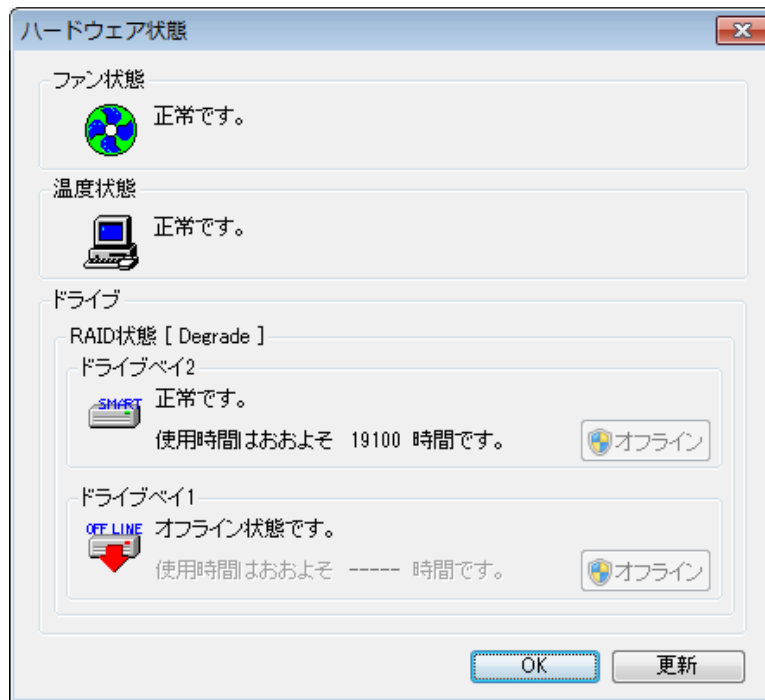 ハードウェア状態
ファン状態
正常です。
温度状態
正常です。
ドライブ
RAID状態 [ Degrade ]
ドライブベイ2
SMART
正常です。
使用時間はおおよそ 19100 時間です。
オフライン
ドライブベイ1
OFF LINE
オフライン状態です。
使用時間はおおよそ ----- 時間です。
オフライン
OK
更新